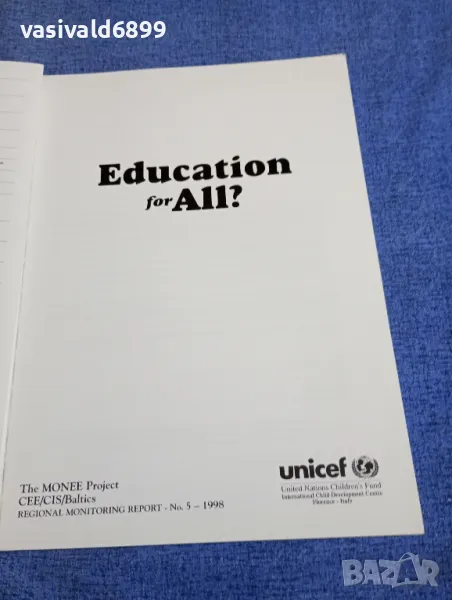 vasivald6899
Education
for All?
The MONEE Project
CEE/CIS/Baltics
REGIONAL MONITORING REPORT - No. 5 – 1998
unicef
United Nations Children's Fund
International Child Development Centre
Florence - Italy
BAZAR